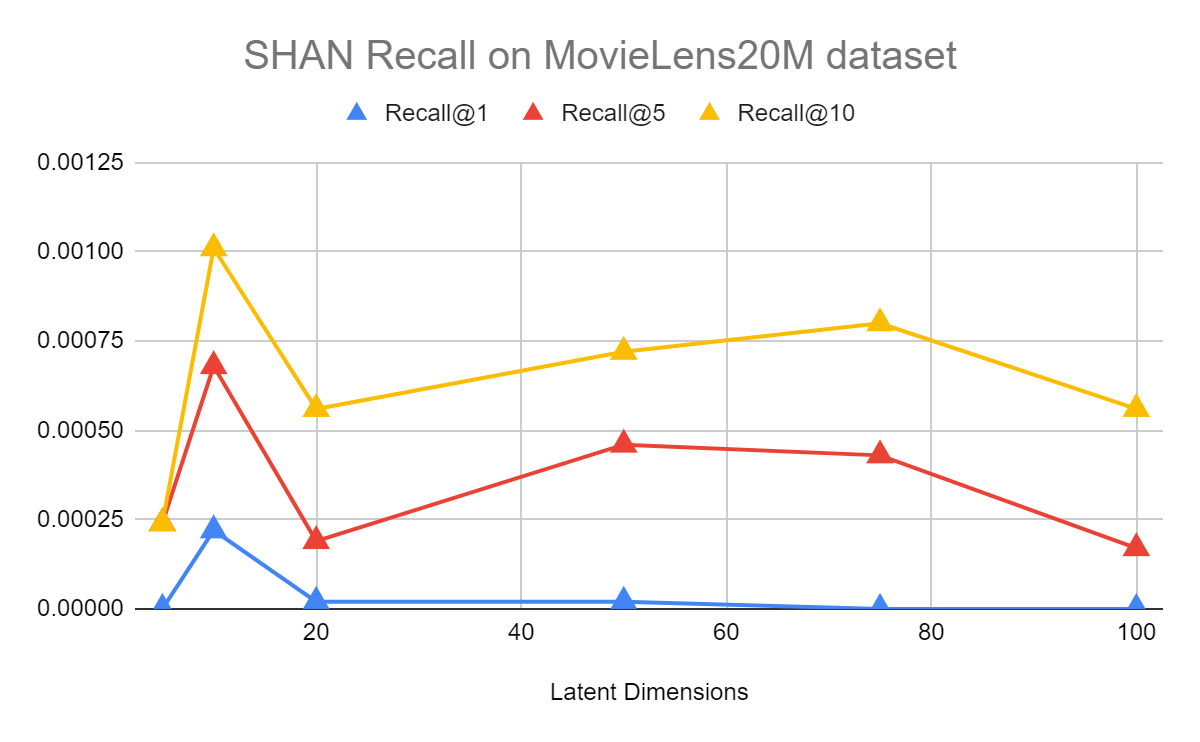 SHAN Recall on MovieLens20M dataset
Recall@1 Recall@5 Recall@10
0.00125
0.00100
0.00075
0.00050
0.00025
0.00000
20 40 60 80 100
Latent Dimensions